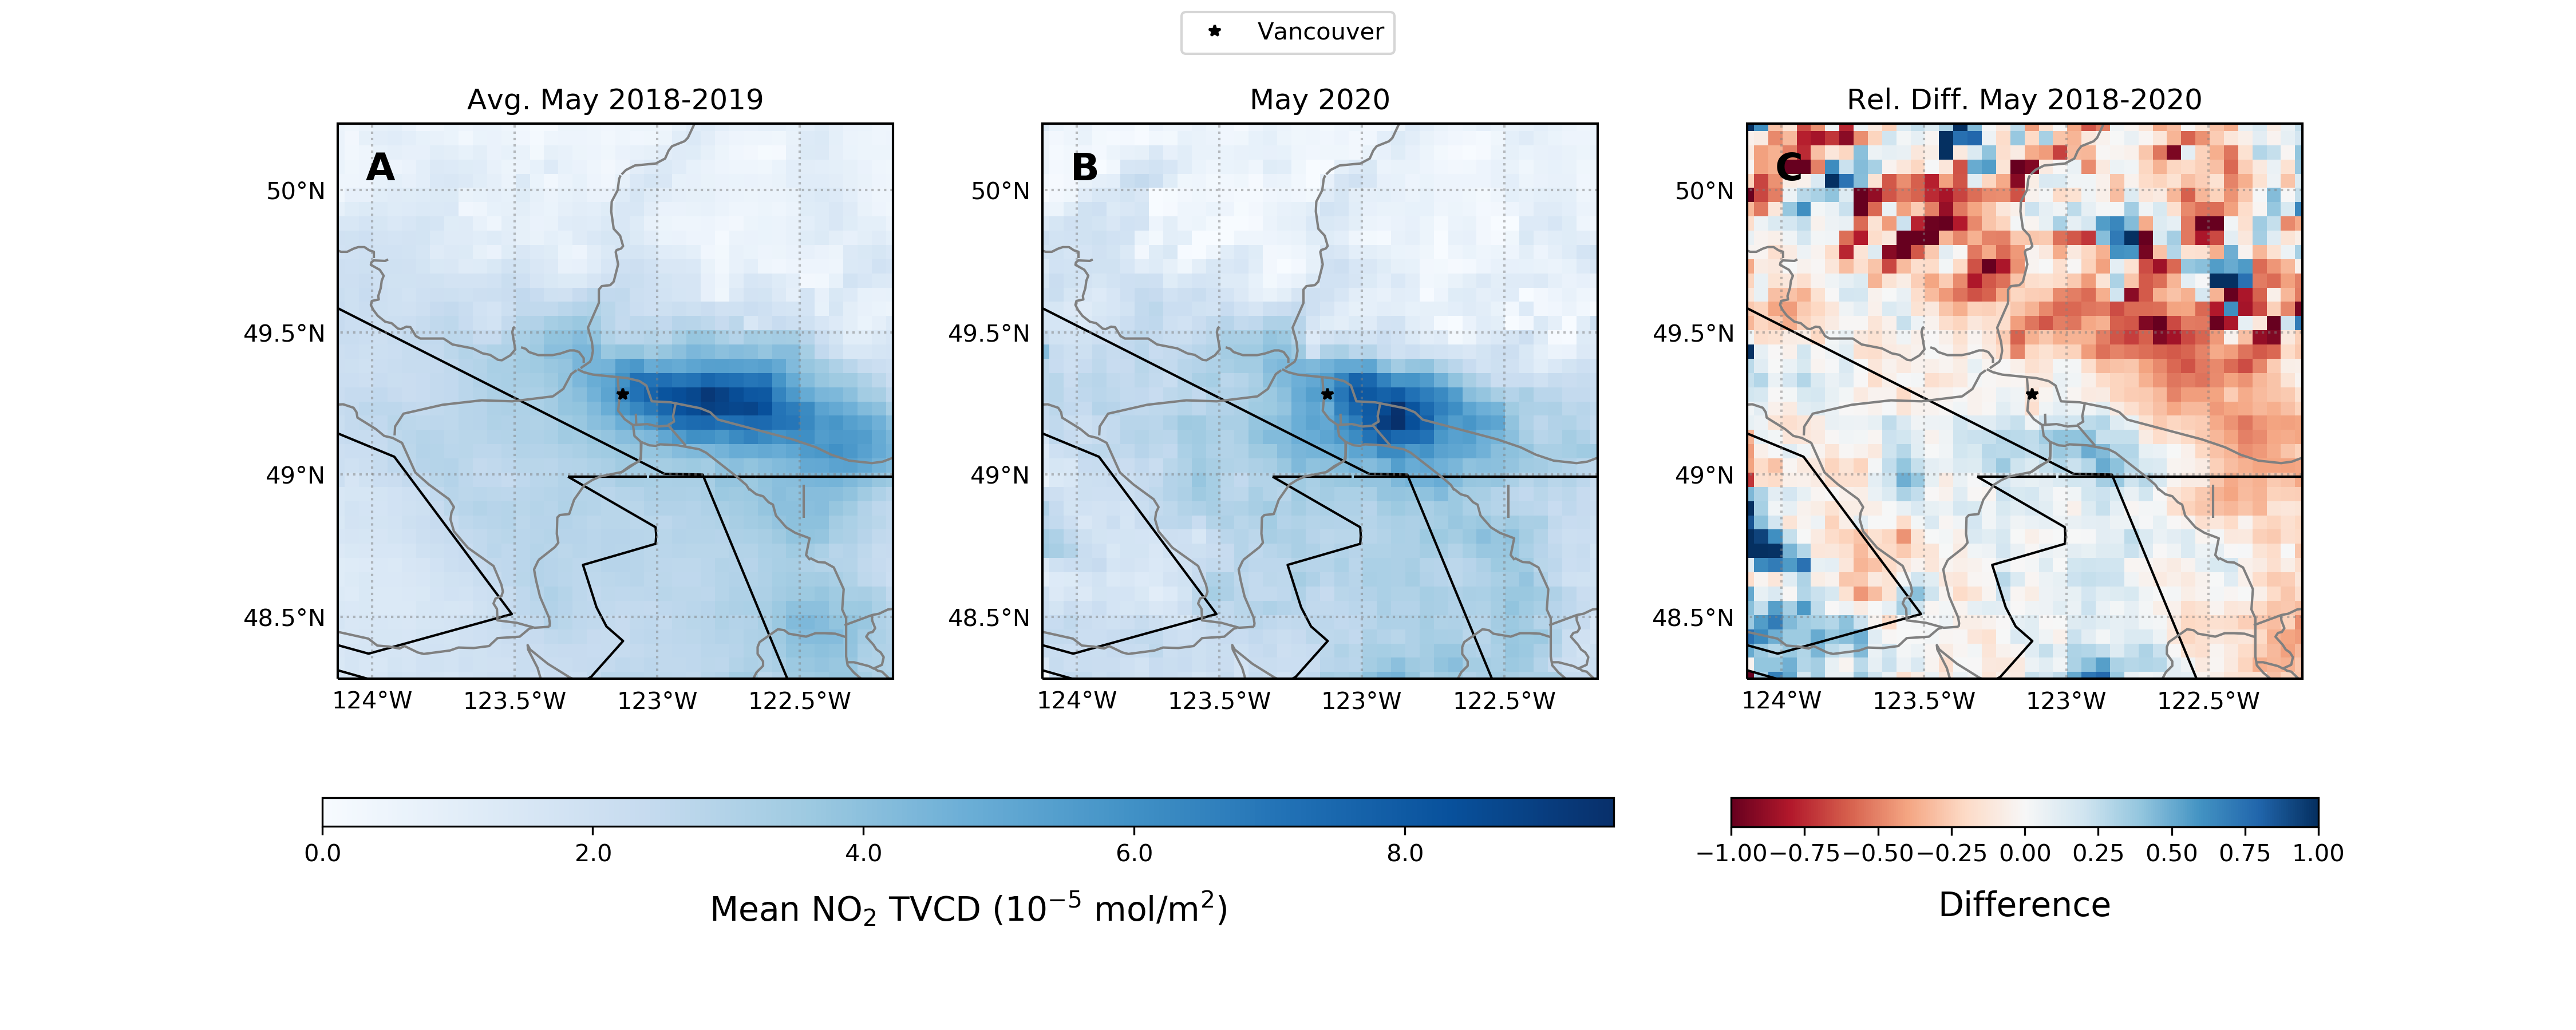 Vancouver
Avg. May 2018-2019
May 2020
Rel. Diff. May 2018-2020
A
B
C
50°N
49.5°N
49°N
48.5°N
124°W 123.5°W 123°W 122.5°W
50°N
49.5°N
49°N
48.5°N
124°W 123.5°W 123°W 122.5°W
50°N
49.5°N
49°N
48.5°N
124°W 123.5°W 123°W 122.5°W
0.0 2.0 4.0 6.0 8.0
Mean NO₂ TVCD (10⁻⁵ mol/m²)
−1.00 −0.75 −0.50 −0.25 0.00 0.25 0.50 0.75 1.00
Difference